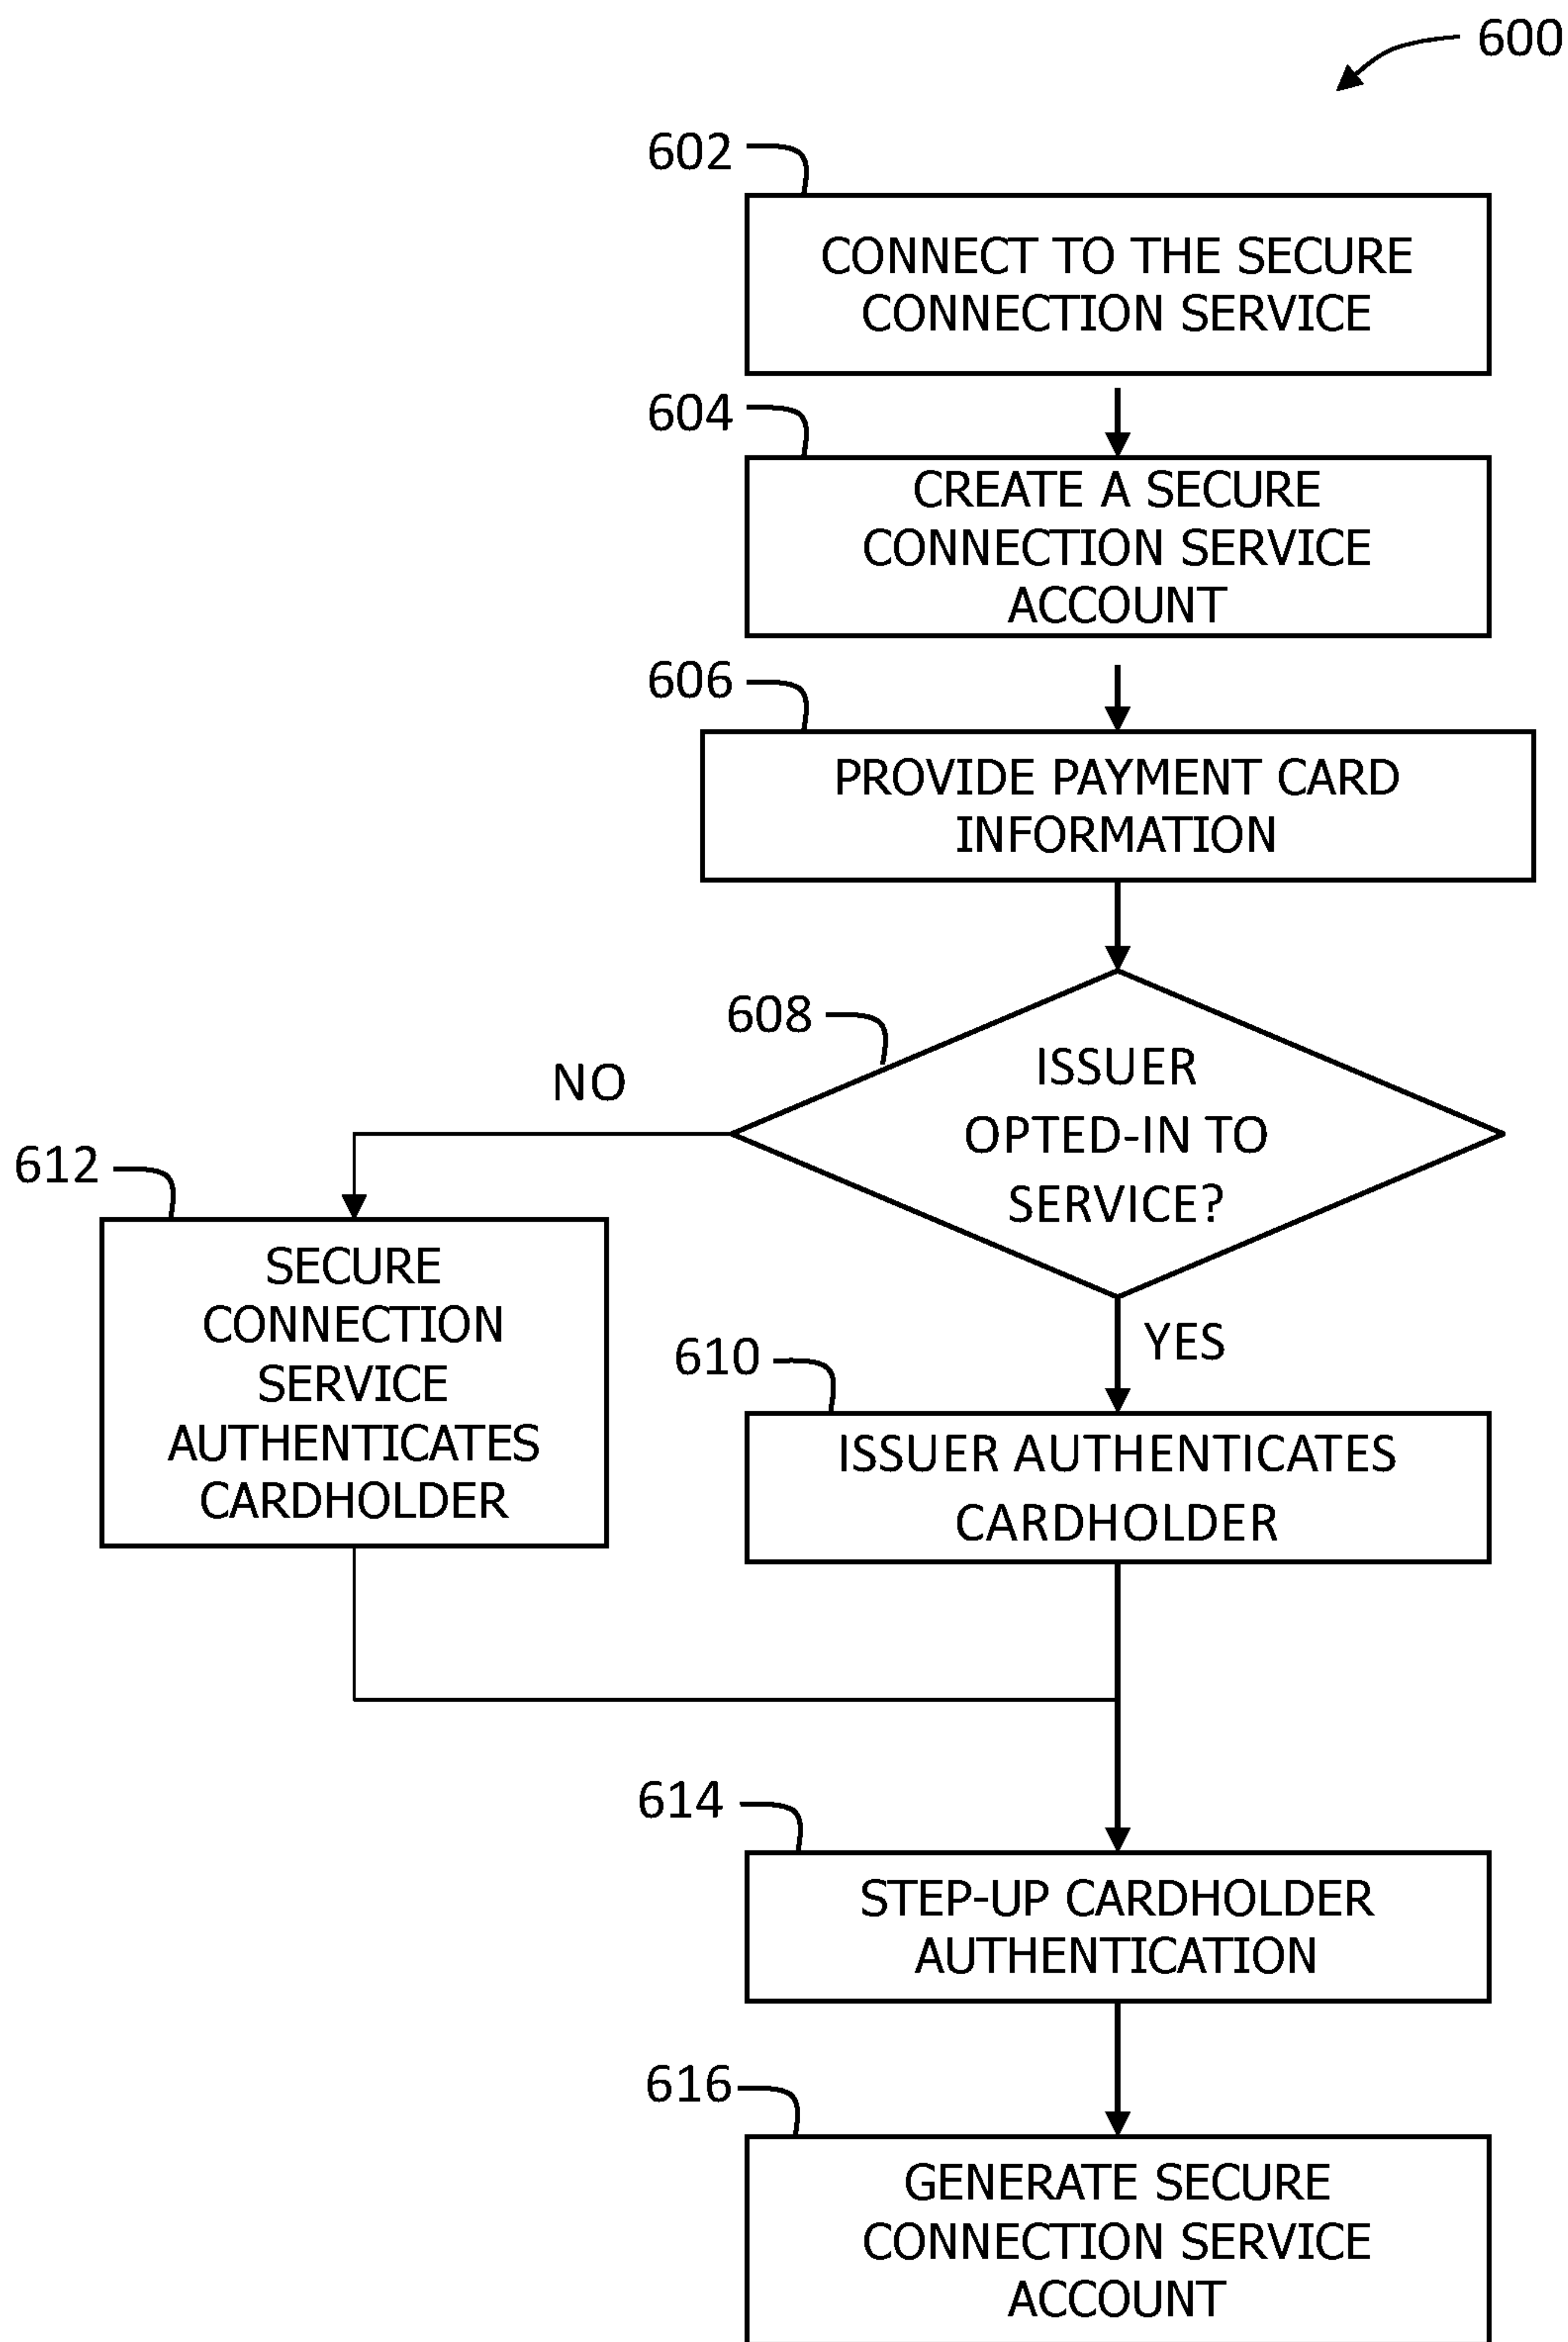 600
602
CONNECT TO THE SECURE
CONNECTION SERVICE
604
CREATE A SECURE
CONNECTION SERVICE
ACCOUNT
606
PROVIDE PAYMENT CARD
INFORMATION
608
ISSUER
OPTED-IN TO
SERVICE?
NO
612
SECURE
CONNECTION
SERVICE
AUTHENTICATES
CARDHOLDER
YES
610
ISSUER AUTHENTICATES
CARDHOLDER
614
STEP-UP CARDHOLDER
AUTHENTICATION
616
GENERATE SECURE
CONNECTION SERVICE
ACCOUNT